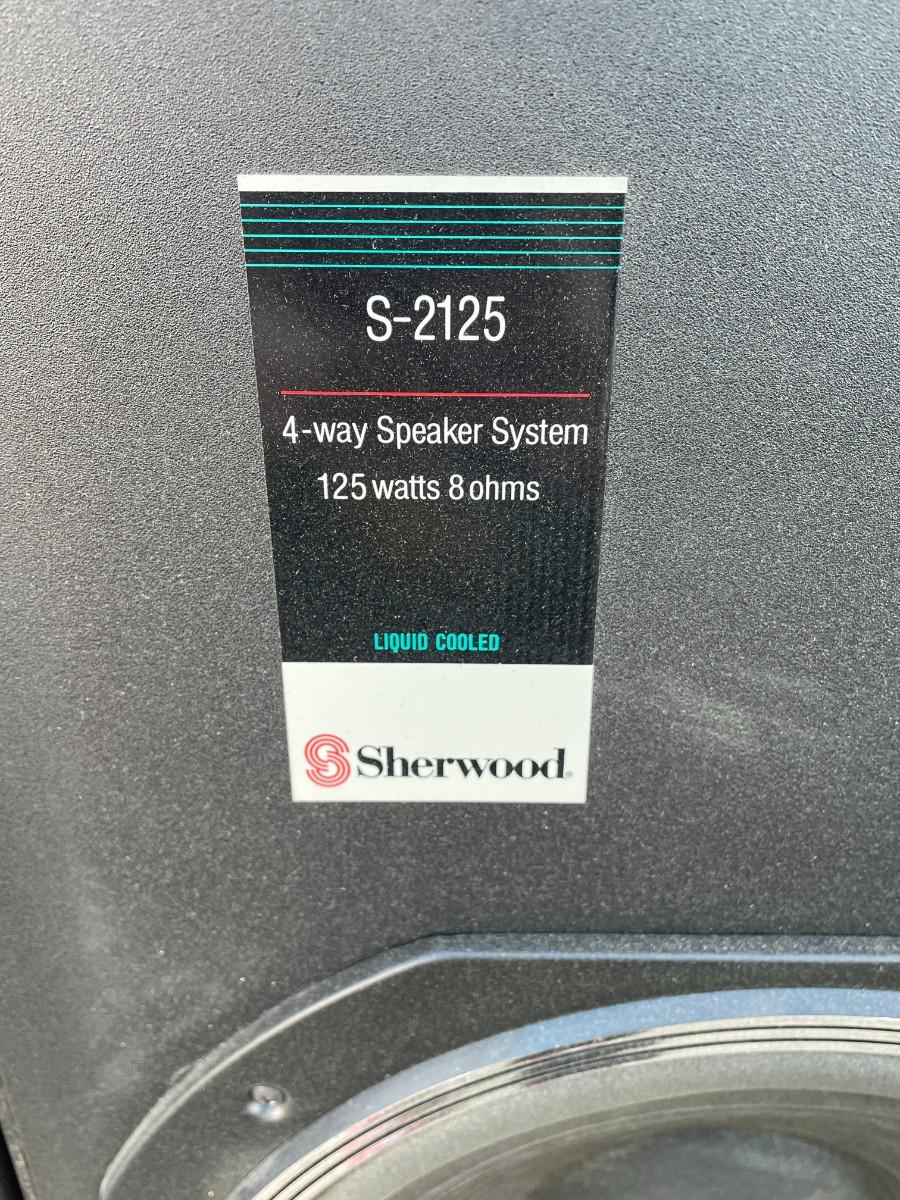 S-2125
4-way Speaker System
125 watts 8 ohms
LIQUID COOLED
Sherwood